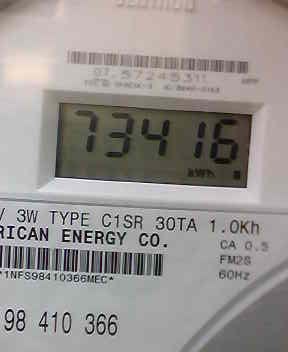 07.57245311
73416
kWh
V 3W TYPE C1SR 30TA 1.0Kh
RICAN ENERGY CO.
CA 0.5
FM2S
60Hz
*1NFS98410366MEC*
98 410 366